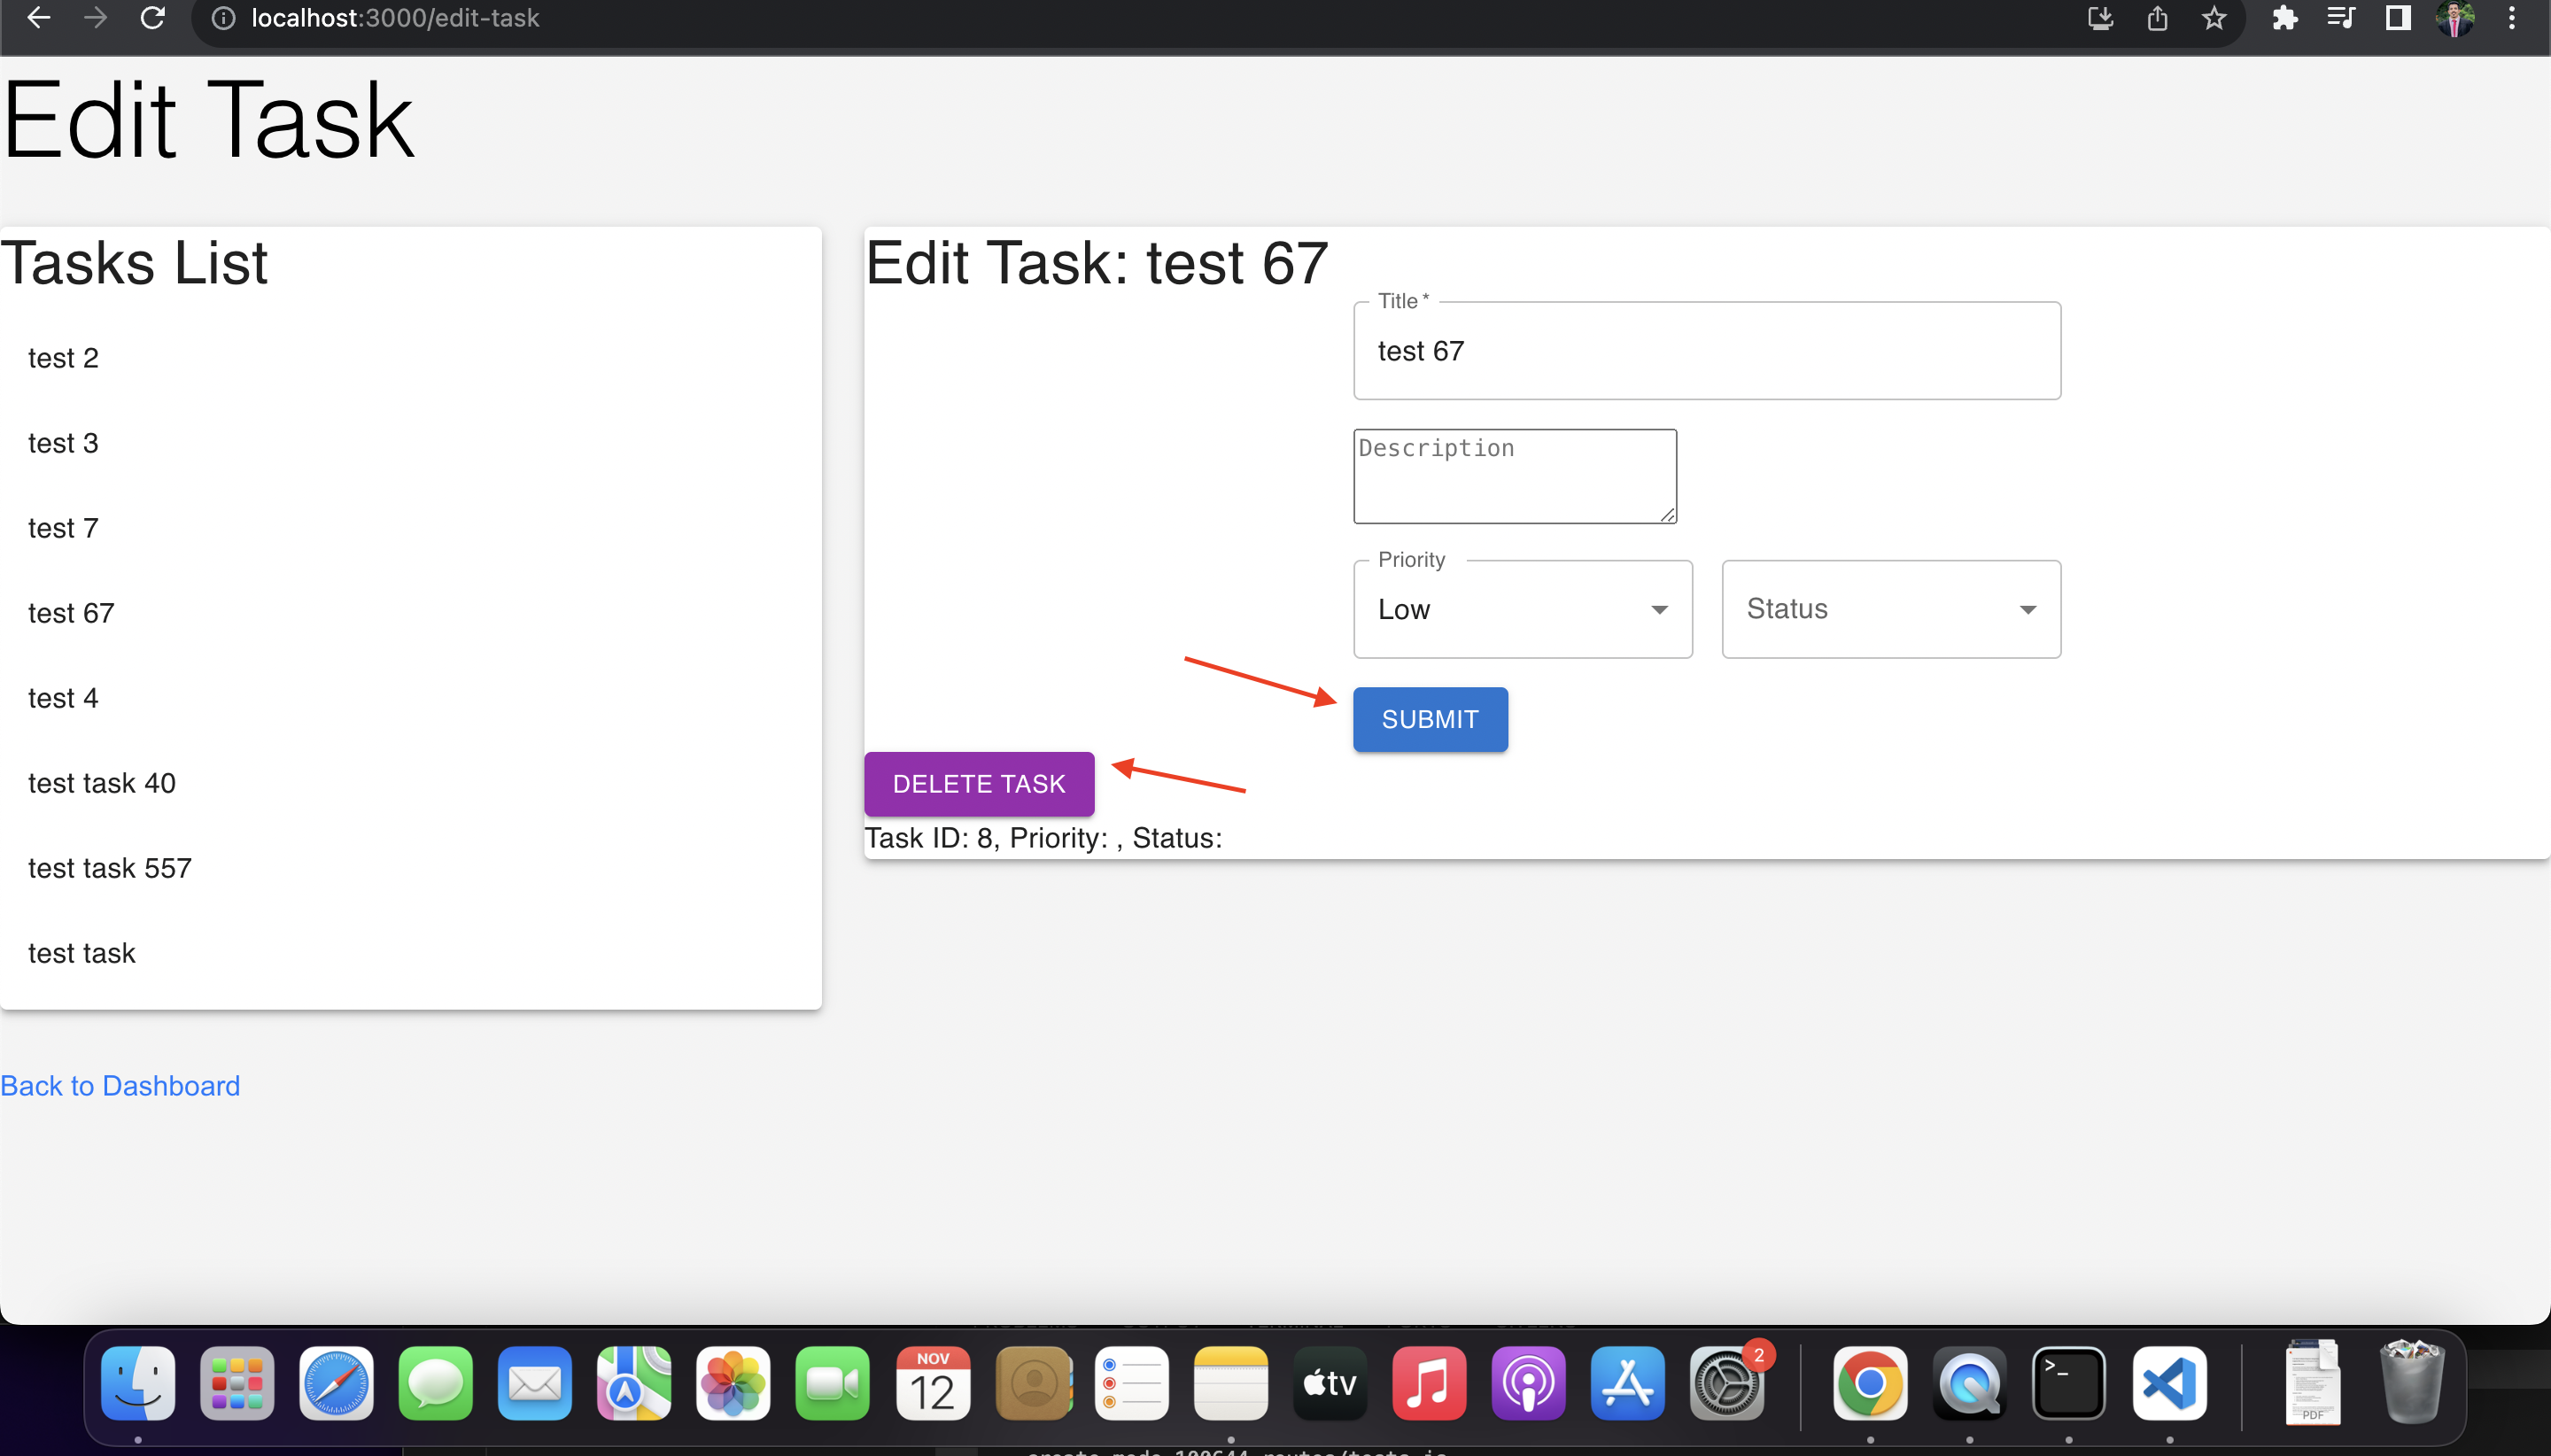 localhost:3000/edit-task
Edit Task
Tasks List
test 2
test 3
test 7
test 67
test 4
test task 40
test task 557
test task
Back to Dashboard
Edit Task: test 67
Title *
test 67
Description
Priority
Low
Status
SUBMIT
DELETE TASK
Task ID: 8, Priority: , Status:
NOV
12
tv
2
>_
PDF